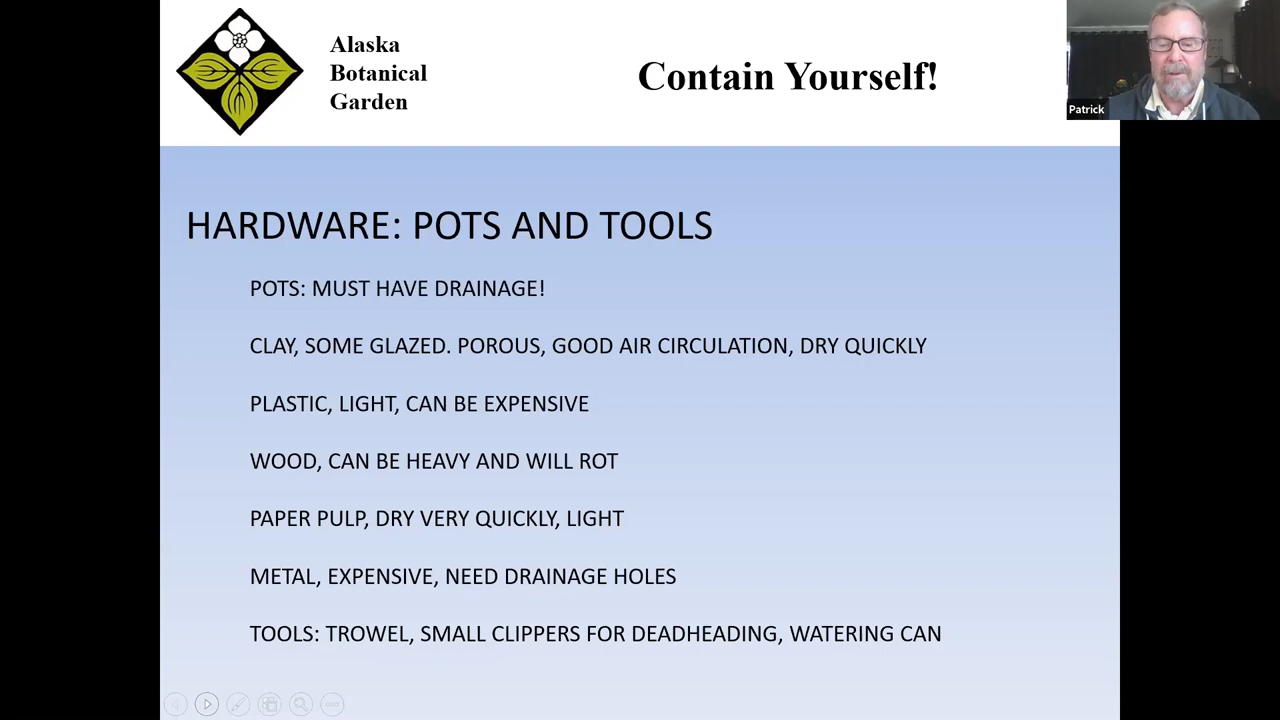 Alaska
Botanical
Garden
Contain Yourself!
Patrick
HARDWARE: POTS AND TOOLS
POTS: MUST HAVE DRAINAGE!
CLAY, SOME GLAZED. POROUS, GOOD AIR CIRCULATION, DRY QUICKLY
PLASTIC, LIGHT, CAN BE EXPENSIVE
WOOD, CAN BE HEAVY AND WILL ROT
PAPER PULP, DRY VERY QUICKLY, LIGHT
METAL, EXPENSIVE, NEED DRAINAGE HOLES
TOOLS: TROWEL, SMALL CLIPPERS FOR DEADHEADING, WATERING CAN